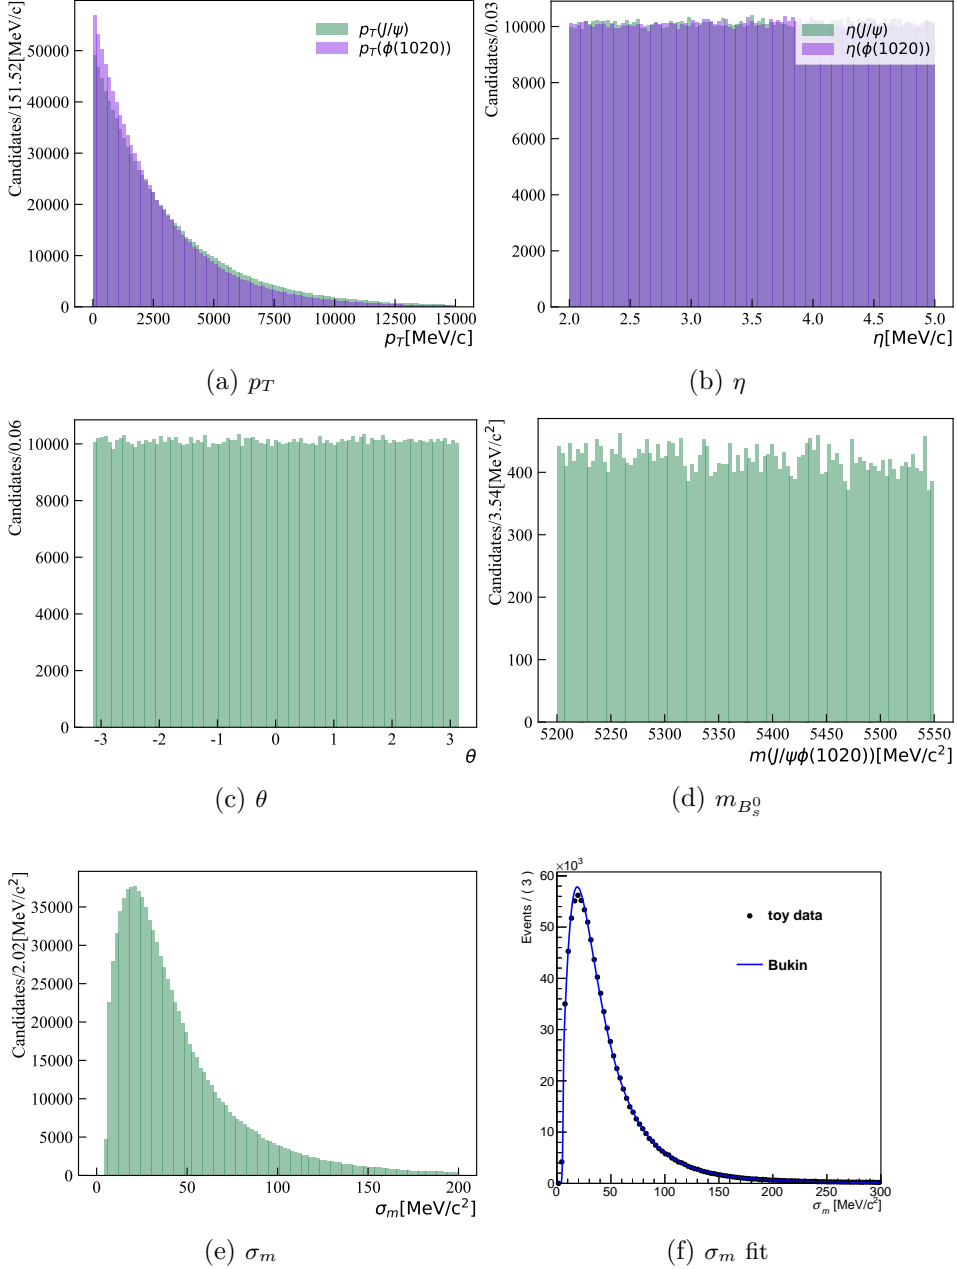 Candidates/151.52[MeV/c]
50000
40000
30000
20000
10000
0
0 2500 5000 7500 10000 12500 15000
p_T[MeV/c]
p_T(J/ψ)
p_T(ϕ(1020))
(a) p_T
Candidates/0.03
10000
8000
6000
4000
2000
0
2.0 2.5 3.0 3.5 4.0 4.5 5.0
η[MeV/c]
η(J/ψ)
η(ϕ(1020))
(b) η
Candidates/0.06
10000
8000
6000
4000
2000
0
-3 -2 -1 0 1 2 3
θ
(c) θ
Candidates/3.54[MeV/c²]
400
300
200
100
0
5200 5250 5300 5350 5400 5450 5500 5550
m(J/ψϕ(1020))[MeV/c²]
(d) m_{B_s^0}
Candidates/2.02[MeV/c²]
35000
30000
25000
20000
15000
10000
5000
0
0 50 100 150 200
σ_m[MeV/c²]
(e) σ_m
×10³
Events / ( 3 )
60
50
40
30
20
10
0
0 50 100 150 200 250 300
σ_m [MeV/c²]
toy data
Bukin
(f) σ_m fit